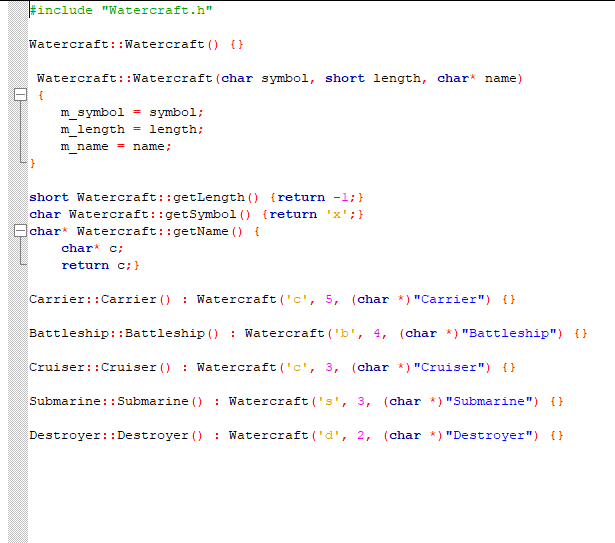 #include "Watercraft.h"
Watercraft::Watercraft() {}
Watercraft::Watercraft(char symbol, short length, char* name)
{
m_symbol = symbol;
m_length = length;
m_name = name;
}
short Watercraft::getLength() {return -1;}
char Watercraft::getSymbol() {return 'x';}
char* Watercraft::getName() {
char* c;
return c;}
Carrier::Carrier() : Watercraft('c', 5, (char *)"Carrier") {}
Battleship::Battleship() : Watercraft('b', 4, (char *)"Battleship") {}
Cruiser::Cruiser() : Watercraft('c', 3, (char *)"Cruiser") {}
Submarine::Submarine() : Watercraft('s', 3, (char *)"Submarine") {}
Destroyer::Destroyer() : Watercraft('d', 2, (char *)"Destroyer") {}